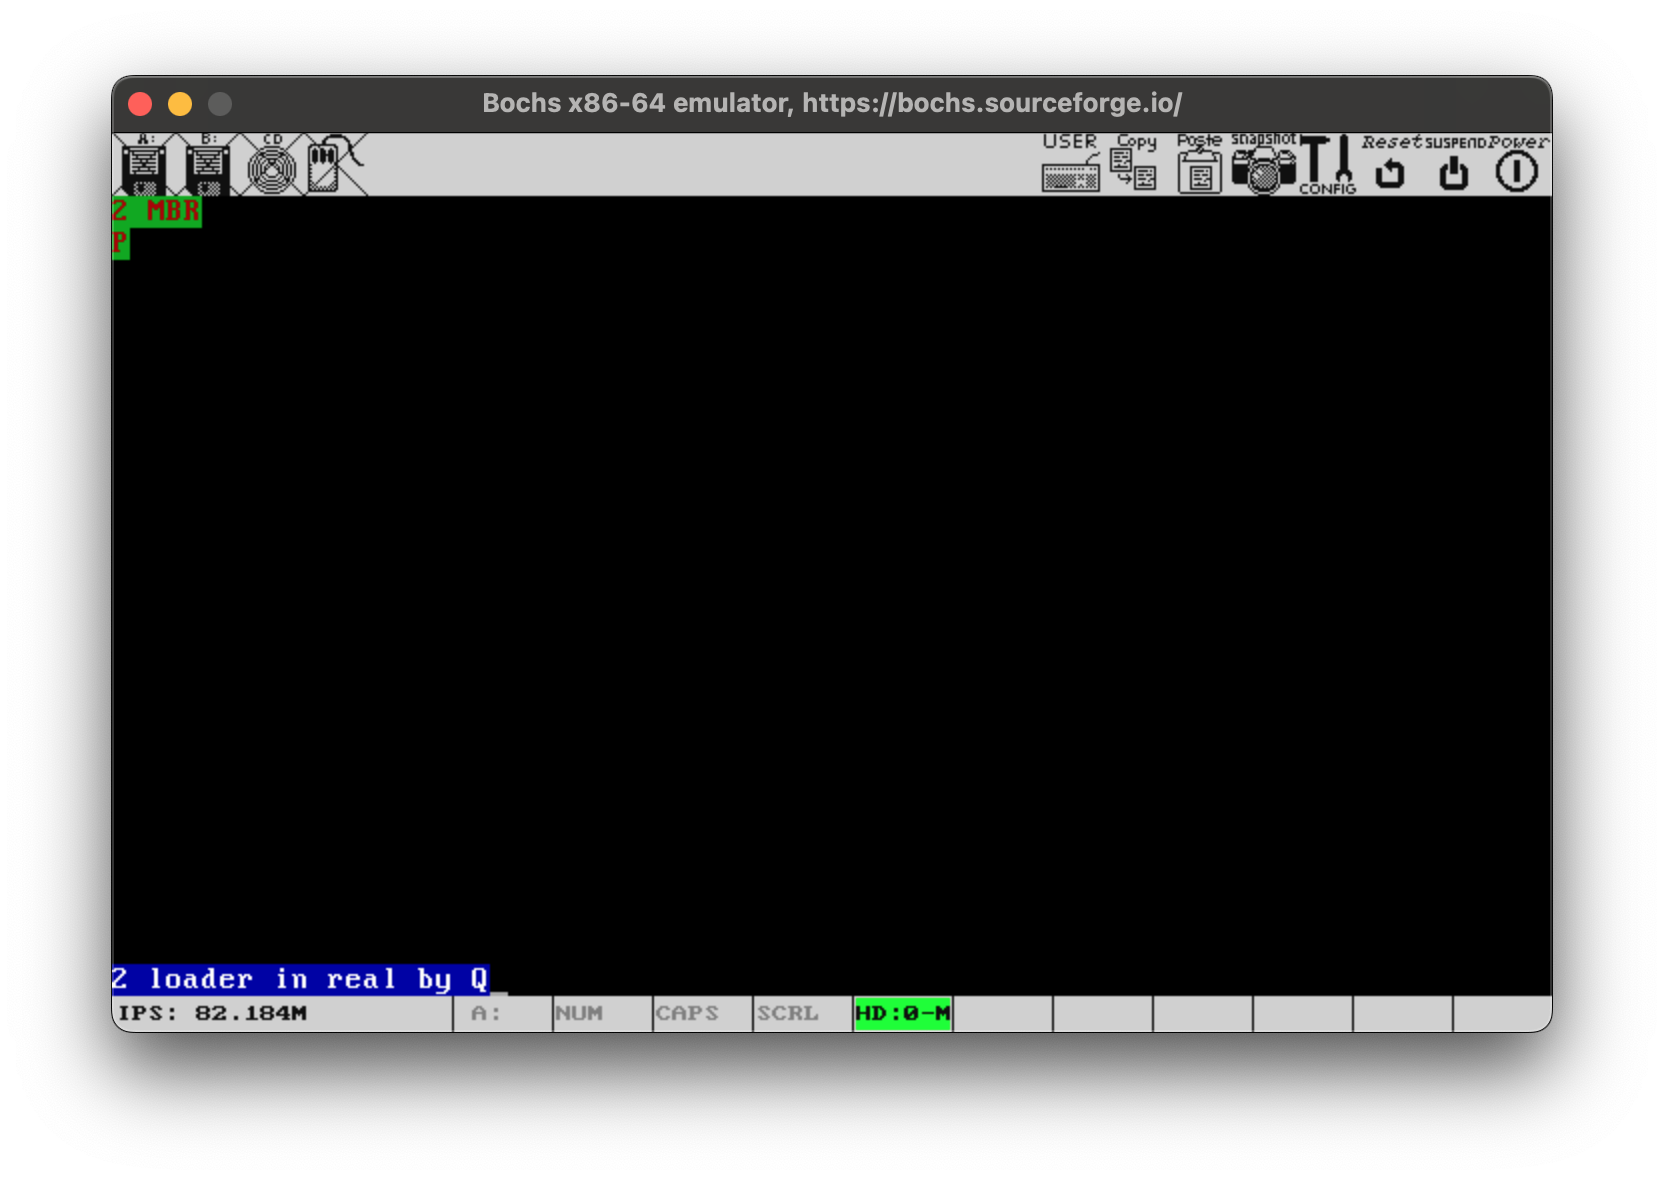 Bochs x86-64 emulator, https://bochs.sourceforge.io/
A: B: CD USER Copy Paste snapshot CONFIG Reset SUSPEND Power
2 MBR
P
2 loader in real by Q_
IPS: 82.184M A: NUM CAPS SCRL HD:0-M